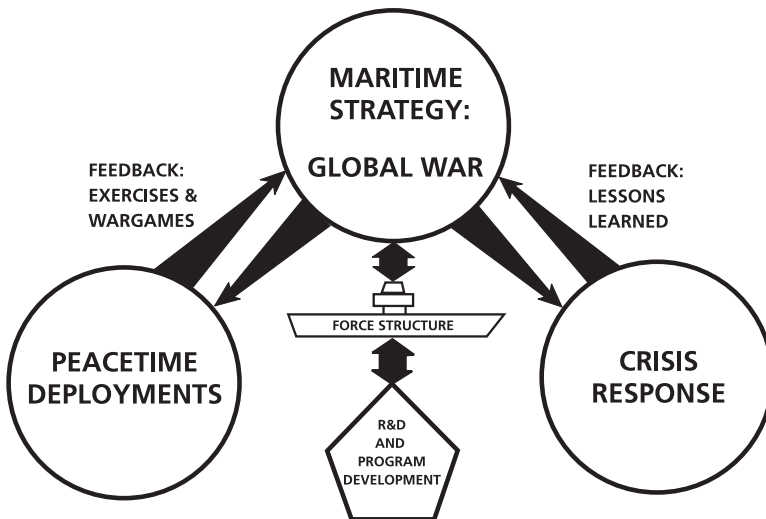 MARITIME
STRATEGY:
GLOBAL WAR
FEEDBACK:
EXERCISES &
WARGAMES
FEEDBACK:
LESSONS
LEARNED
FORCE STRUCTURE
PEACETIME
DEPLOYMENTS
CRISIS
RESPONSE
R&D
AND
PROGRAM
DEVELOPMENT